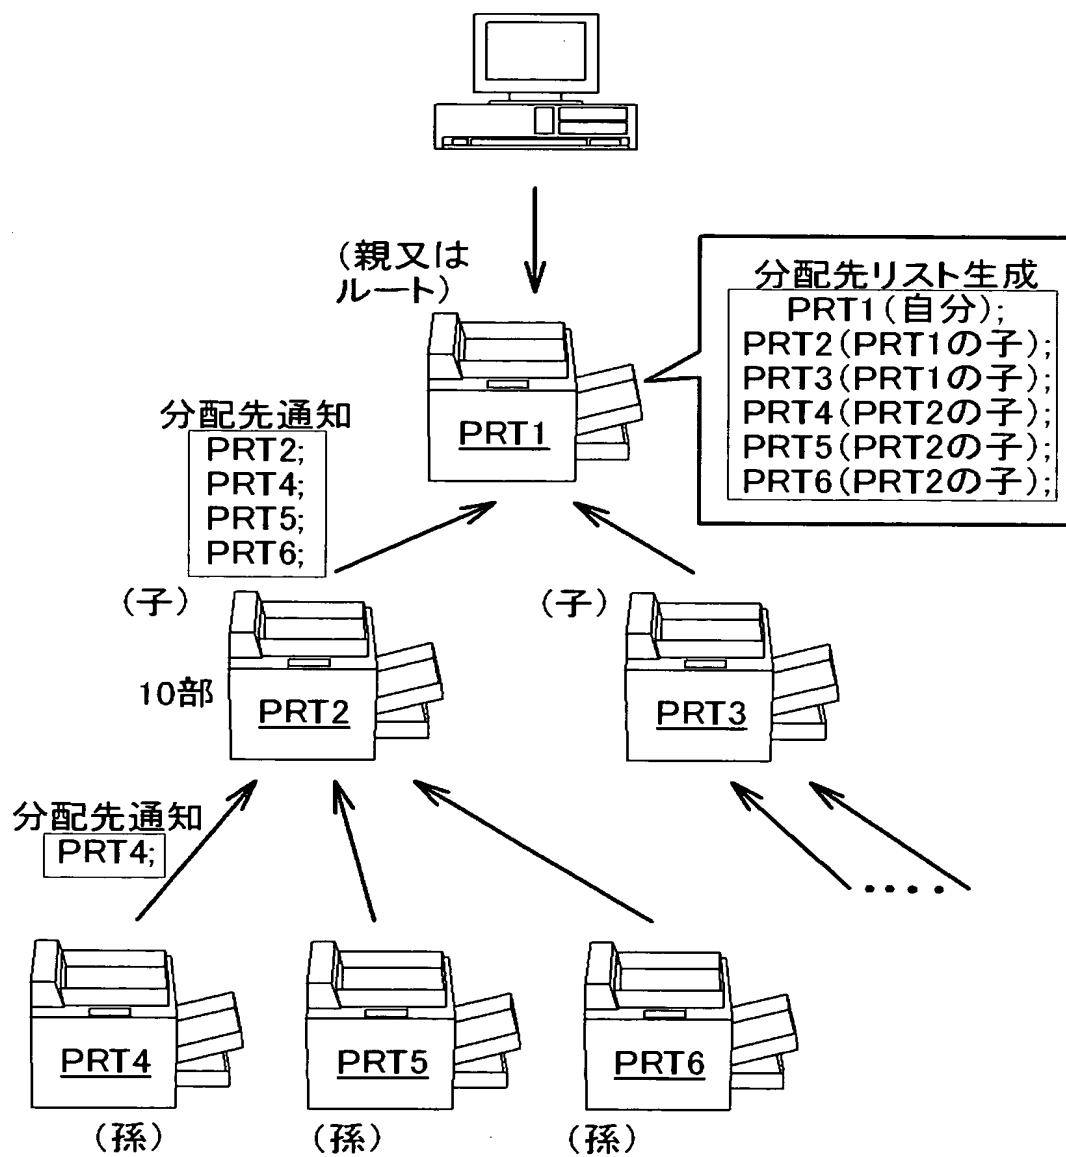 (親又は
ルート)
分配先リスト生成
PRT1(自分);
PRT2(PRT1の子);
PRT3(PRT1の子);
PRT4(PRT2の子);
PRT5(PRT2の子);
PRT6(PRT2の子);
PRT1
分配先通知
PRT2;
PRT4;
PRT5;
PRT6;
(子)
(子)
10部
PRT2
PRT3
分配先通知
PRT4;
PRT4
PRT5
PRT6
(孫)
(孫)
(孫)